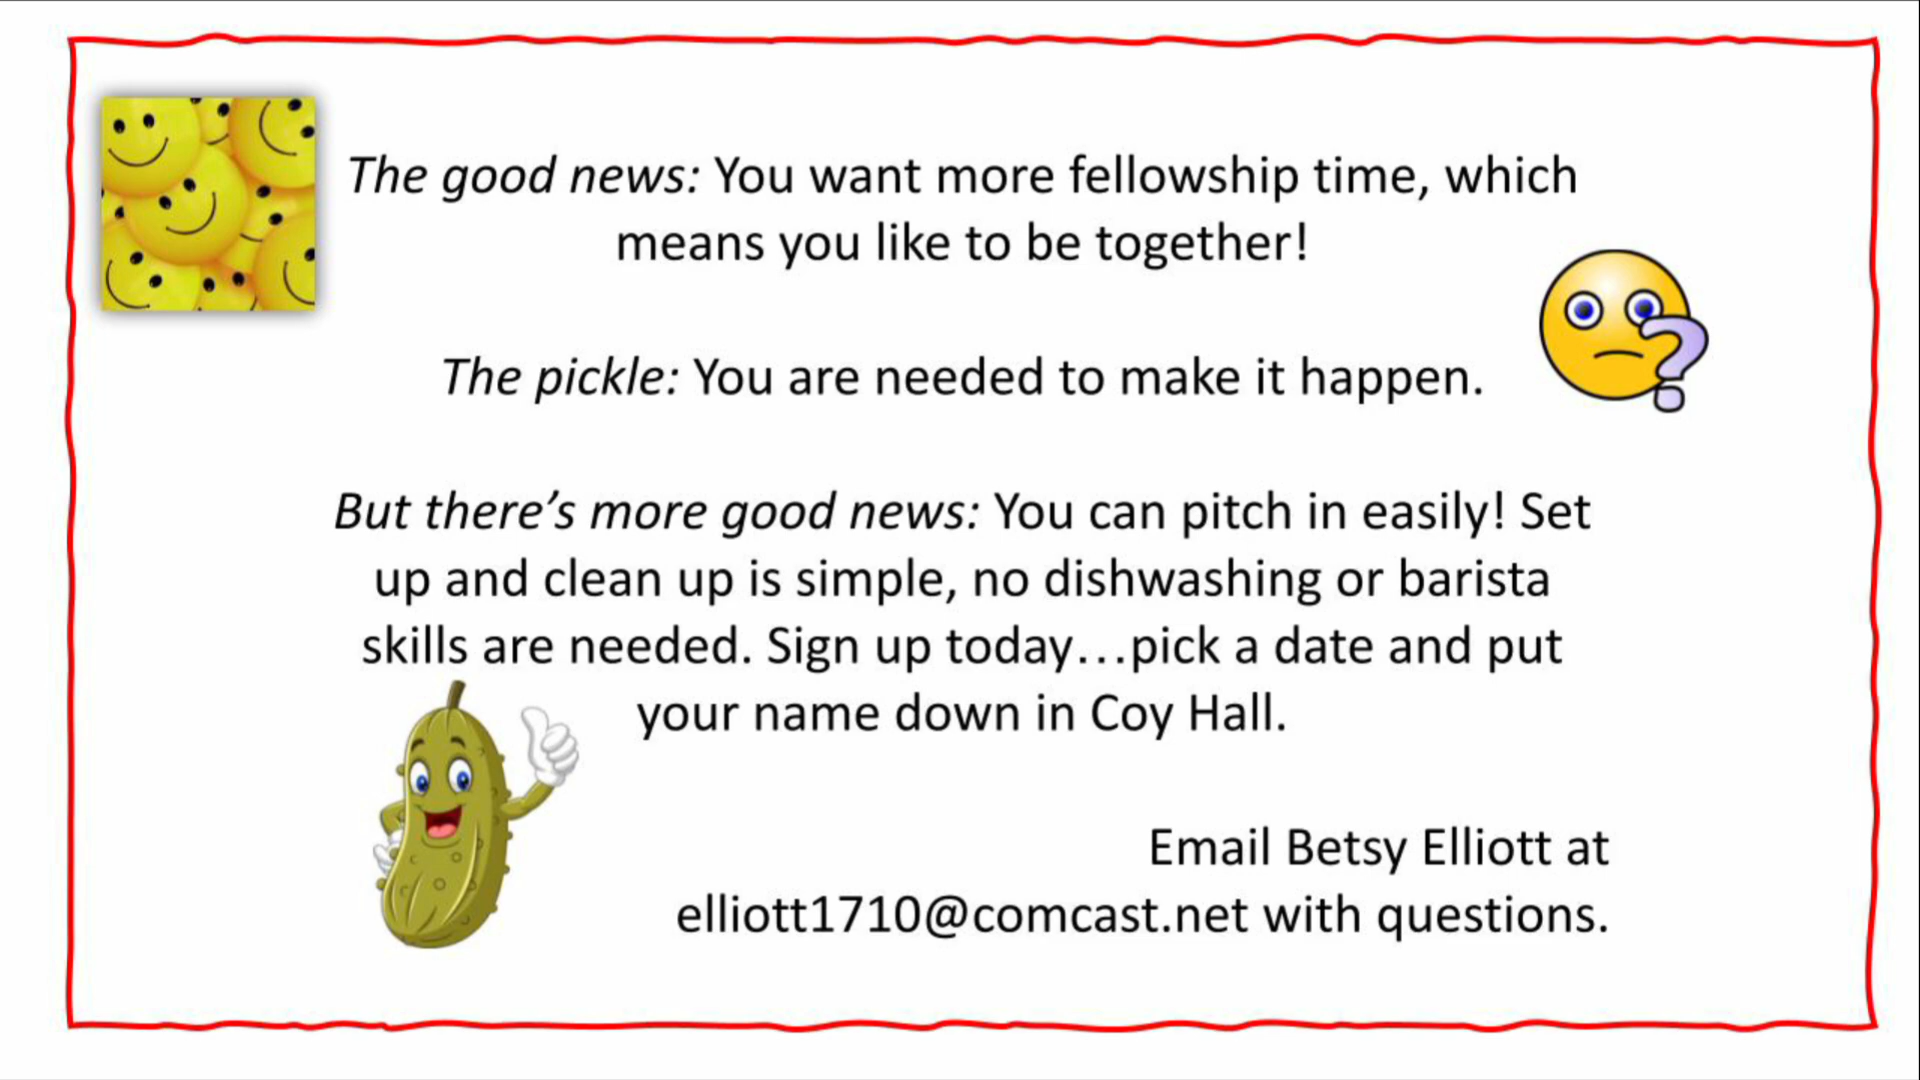 The good news: You want more fellowship time, which
means you like to be together!
The pickle: You are needed to make it happen.
But there’s more good news: You can pitch in easily! Set
up and clean up is simple, no dishwashing or barista
skills are needed. Sign up today…pick a date and put
your name down in Coy Hall.
Email Betsy Elliott at
elliott1710@comcast.net with questions.